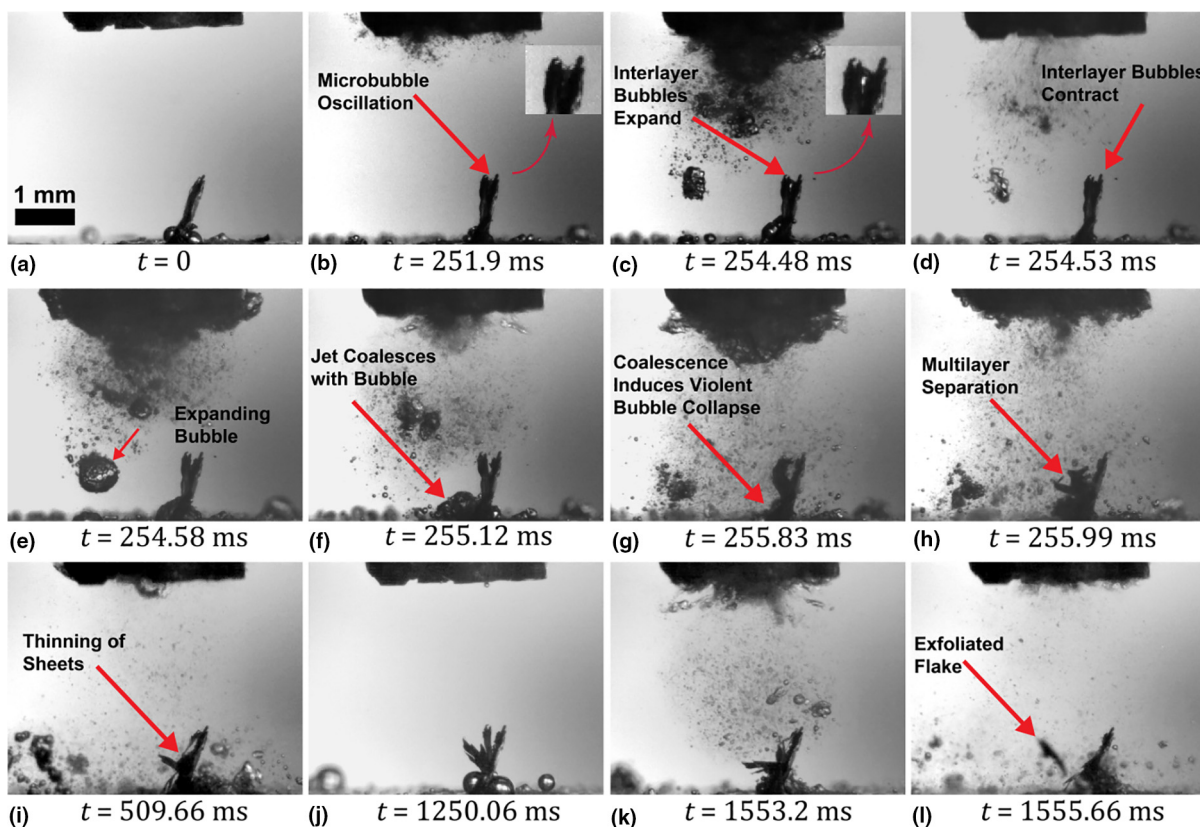 Microbubble
Oscillation
Interlayer
Bubbles
Expand
Interlayer Bubbles
Contract
1 mm
(a) t = 0
(b) t = 251.9 ms
(c) t = 254.48 ms
(d) t = 254.53 ms
Expanding
Bubble
Jet Coalesces
with Bubble
Coalescence
Induces Violent
Bubble Collapse
Multilayer
Separation
(e) t = 254.58 ms
(f) t = 255.12 ms
(g) t = 255.83 ms
(h) t = 255.99 ms
Thinning of
Sheets
Exfoliated
Flake
(i) t = 509.66 ms
(j) t = 1250.06 ms
(k) t = 1553.2 ms
(l) t = 1555.66 ms